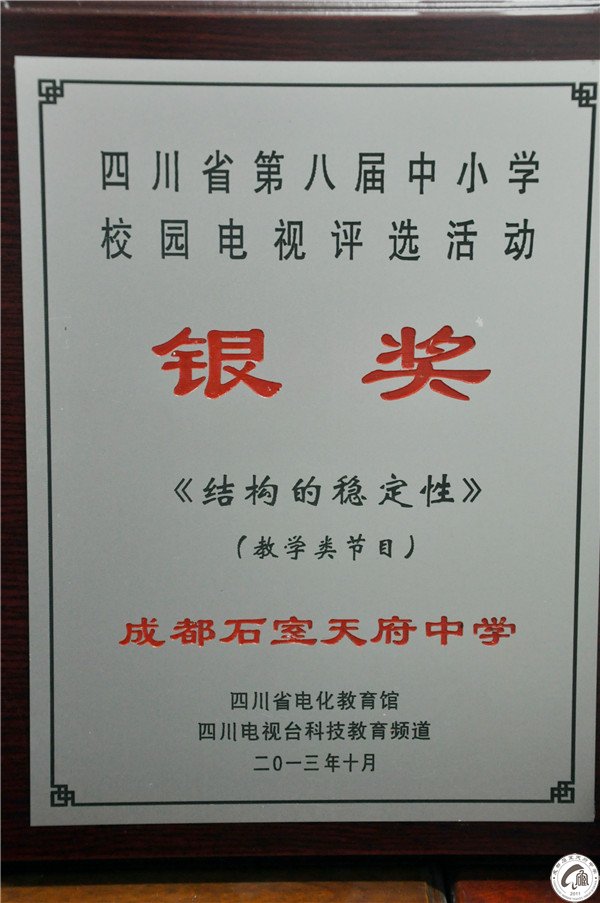 四川省第八届中小学
校园电视评选活动
银奖
《结构的稳定性》
（教学类节目）
成都石室天府中学
四川省电化教育馆
四川电视台科技教育频道
二0一三年十月
2011